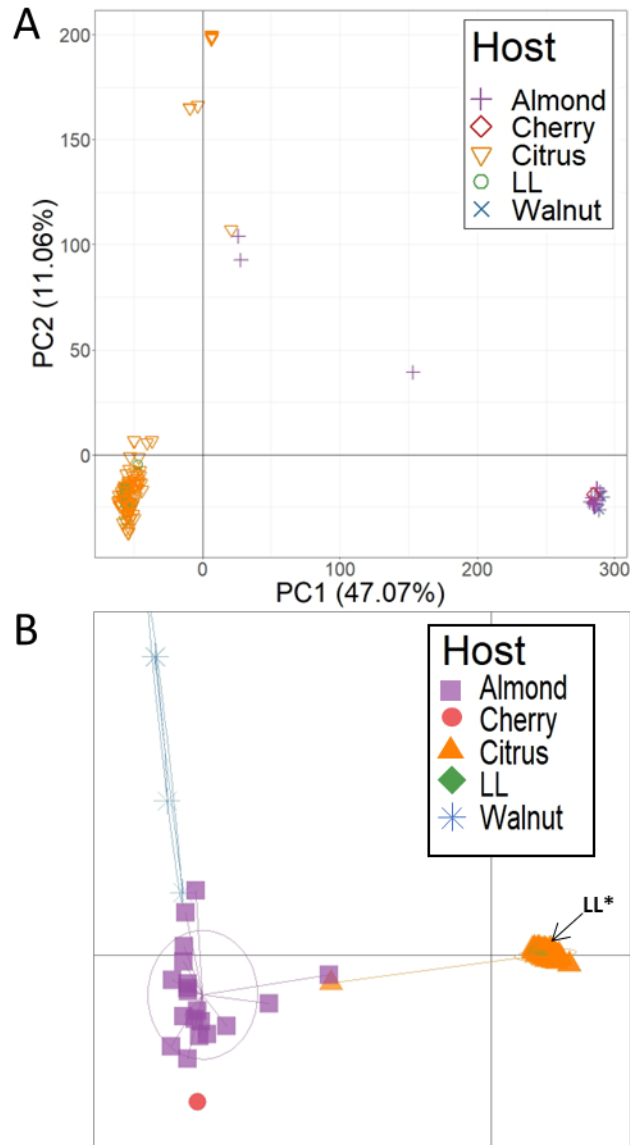 A
Host
Almond
Cherry
Citrus
LL
Walnut
200
150
100
50
0
PC2 (11.06%)
0
100
200
300
PC1 (47.07%)
B
Host
Almond
Cherry
Citrus
LL
Walnut
LL*